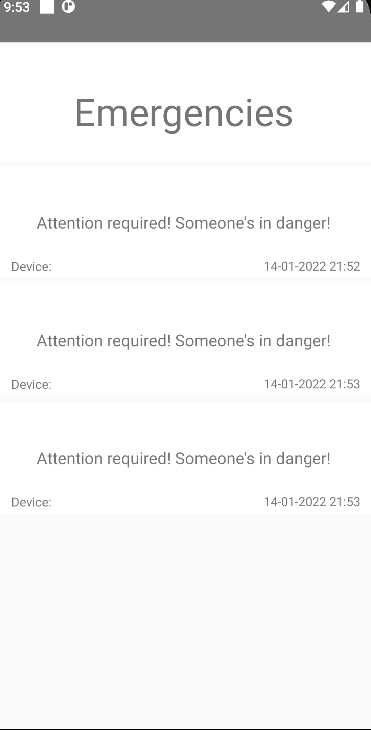 9:53
Emergencies
Attention required! Someone's in danger!
Device: 14-01-2022 21:52
Attention required! Someone's in danger!
Device: 14-01-2022 21:53
Attention required! Someone's in danger!
Device: 14-01-2022 21:53